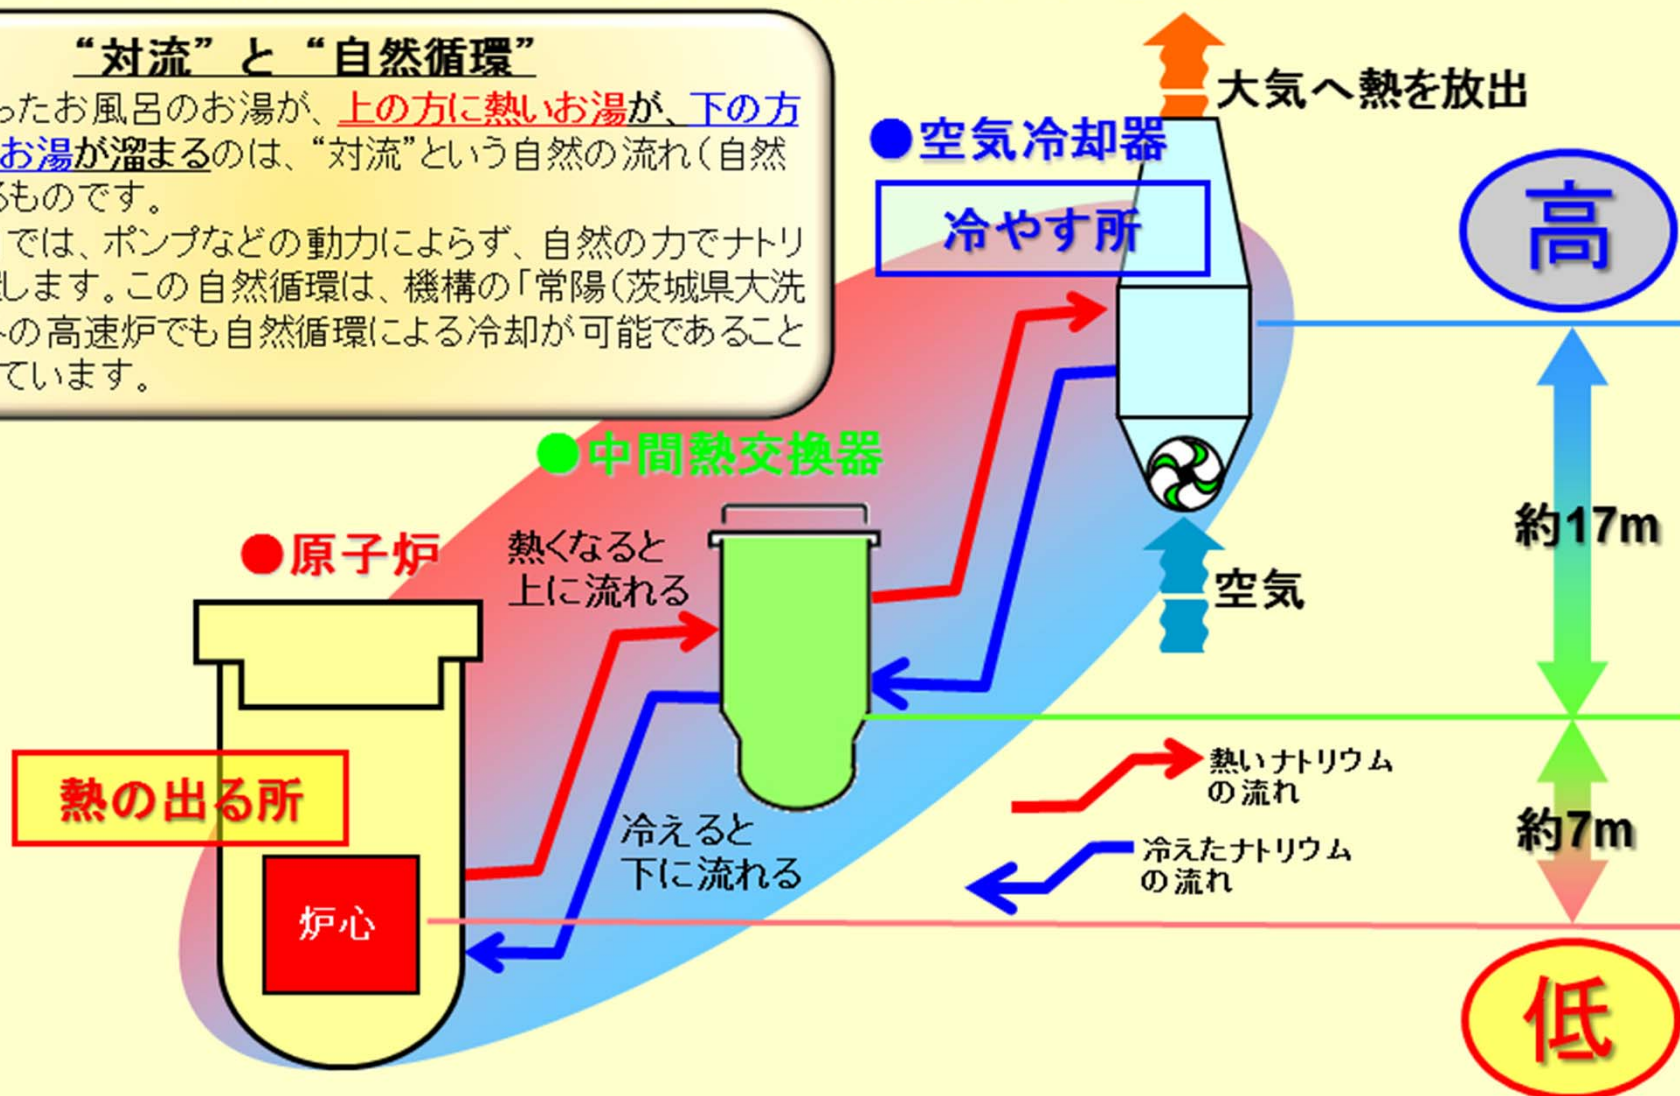 “対流” と “自然循環”
ったお風呂のお湯が、上の方に熱いお湯が、下の方
お湯が溜まるのは、“対流”という自然の流れ(自然
るものです。
では、ポンプなどの動力によらず、自然の力でナトリ
します。この自然循環は、機構の「常陽(茨城県大洗
の高速炉でも自然循環による冷却が可能であること
ています。
大気へ熱を放出
●空気冷却器
冷やす所
高
●中間熱交換器
約17m
●原子炉
熱くなると
上に流れる
空気
熱の出る所
熱いナトリウム
の流れ
冷えると
下に流れる
約7m
冷えたナトリウム
の流れ
炉心
低